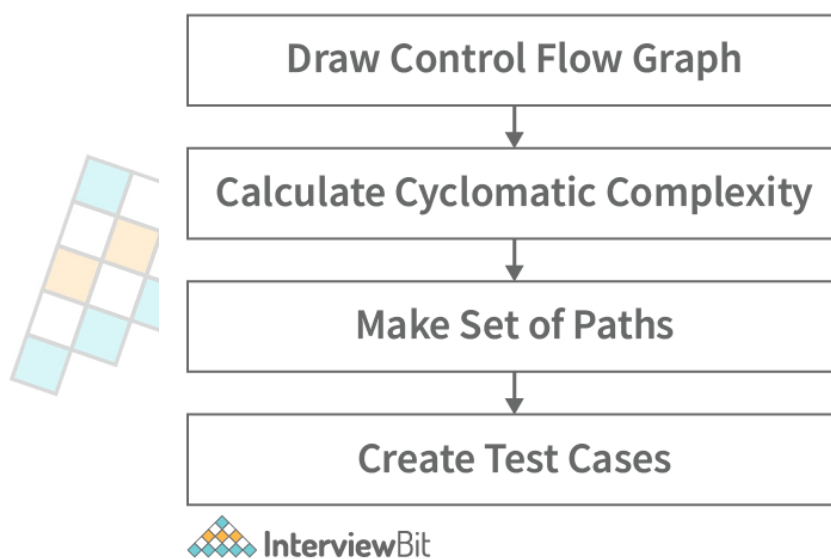 Draw Control Flow Graph
Calculate Cyclomatic Complexity
Make Set of Paths
Create Test Cases
InterviewBit